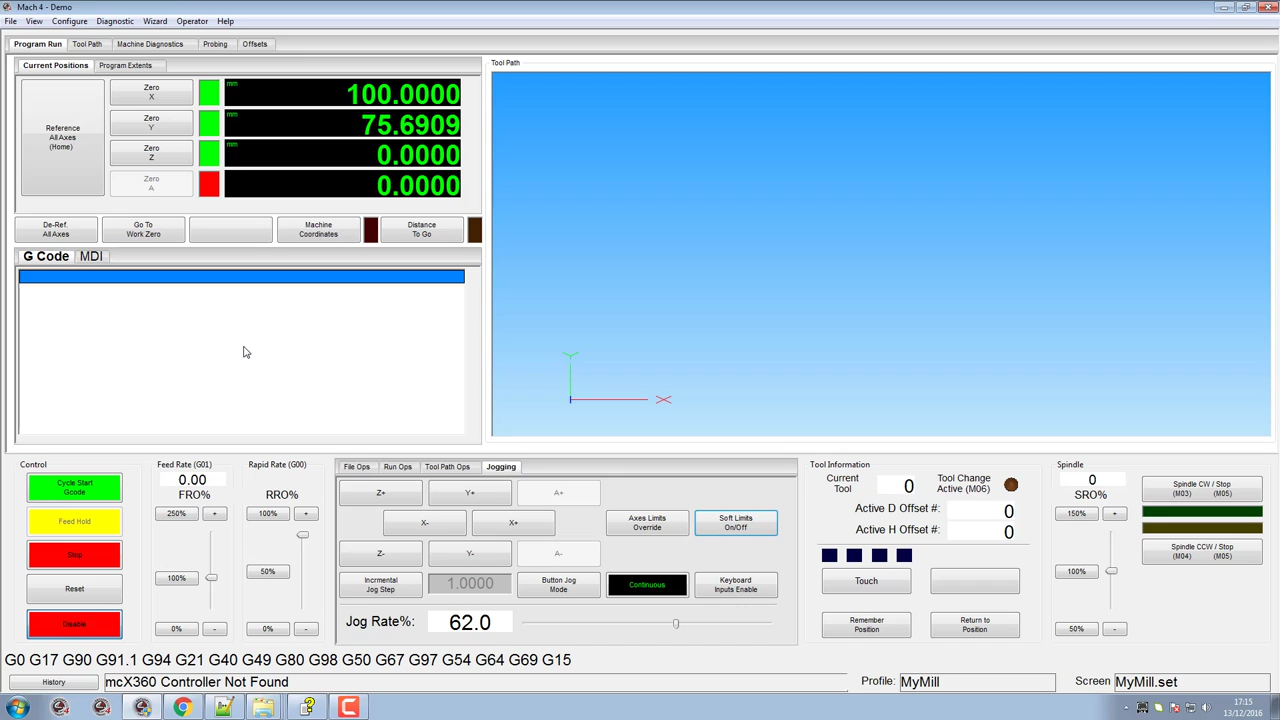 Mach 4 - Demo
File View Configure Diagnostic Wizard Operator Help
Program Run Tool Path Machine Diagnostics Probing Offsets
Current Positions Program Extents
Tool Path
Reference
All Axes
(Home)
Zero
X
mm
100.0000
Zero
Y
mm
75.6909
Zero
Z
mm
0.0000
Zero
A
0.0000
De-Ref.
All Axes
Go To
Work Zero
Machine
Coordinates
Distance
To Go
G Code MDI
Control
Cycle Start
Gcode
Feed Hold
Stop
Reset
Disable
Feed Rate (G01)
0.00
FRO%
250% +
100%
0% -
Rapid Rate (G00)
RRO%
100% +
50%
0% -
File Ops Run Ops Tool Path Ops Jogging
Z+ Y+ A+
X- X+
Axes Limits
Override
Soft Limits
On/Off
Z- Y- A-
Incrmental
Jog Step
1.0000
Button Jog
Mode
Continuous
Keyboard
Inputs Enable
Jog Rate%: 62.0
Tool Information
Current
Tool
0
Tool Change
Active (M06)
Active D Offset #: 0
Active H Offset #: 0
Touch
Remember
Position
Return to
Position
Spindle
0
SRO%
150% +
100%
50% -
Spindle CW / Stop
(M03) (M05)
Spindle CCW / Stop
(M04) (M05)
G0 G17 G90 G91.1 G94 G21 G40 G49 G80 G98 G50 G67 G97 G54 G64 G69 G15
History mcX360 Controller Not Found Profile: MyMill Screen MyMill.set
17:15
13/12/2016